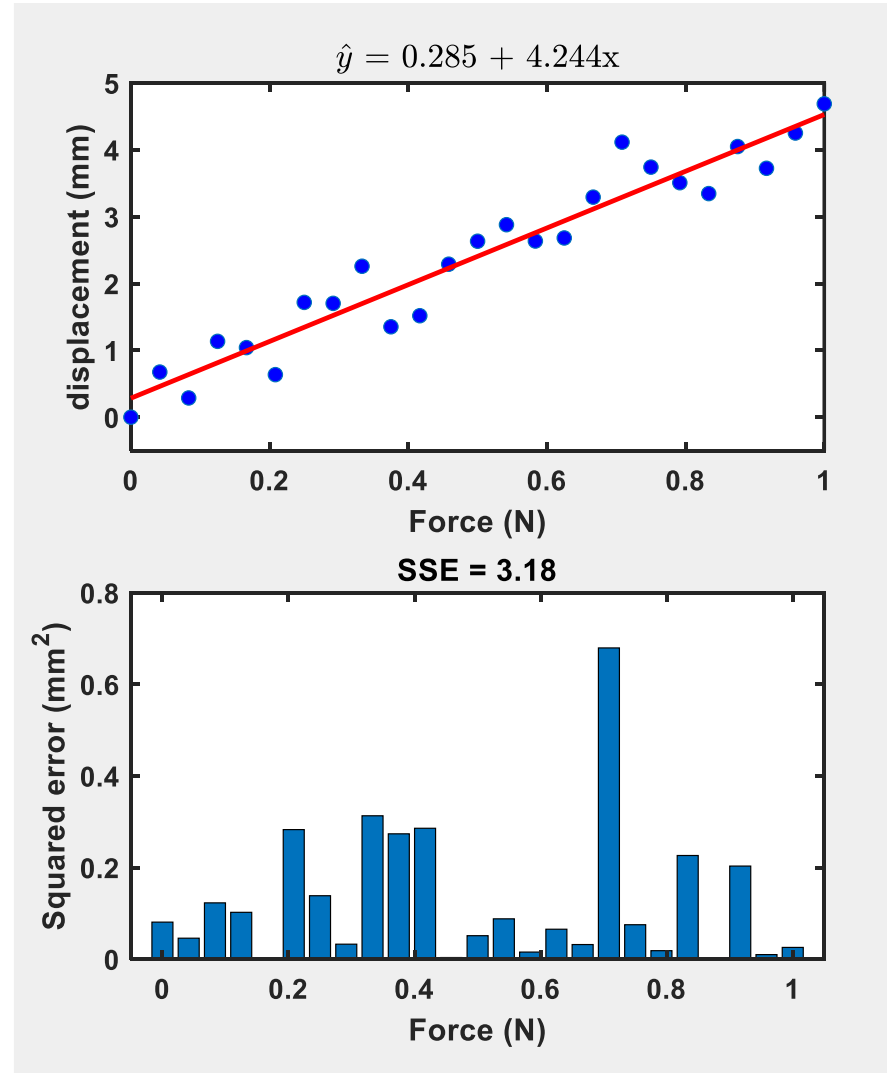 ŷ = 0.285 + 4.244x
5
4
3
2
1
0
displacement (mm)
0 0.2 0.4 0.6 0.8 1
Force (N)
SSE = 3.18
0.8
0.6
0.4
0.2
0
Squared error (mm²)
0 0.2 0.4 0.6 0.8 1
Force (N)